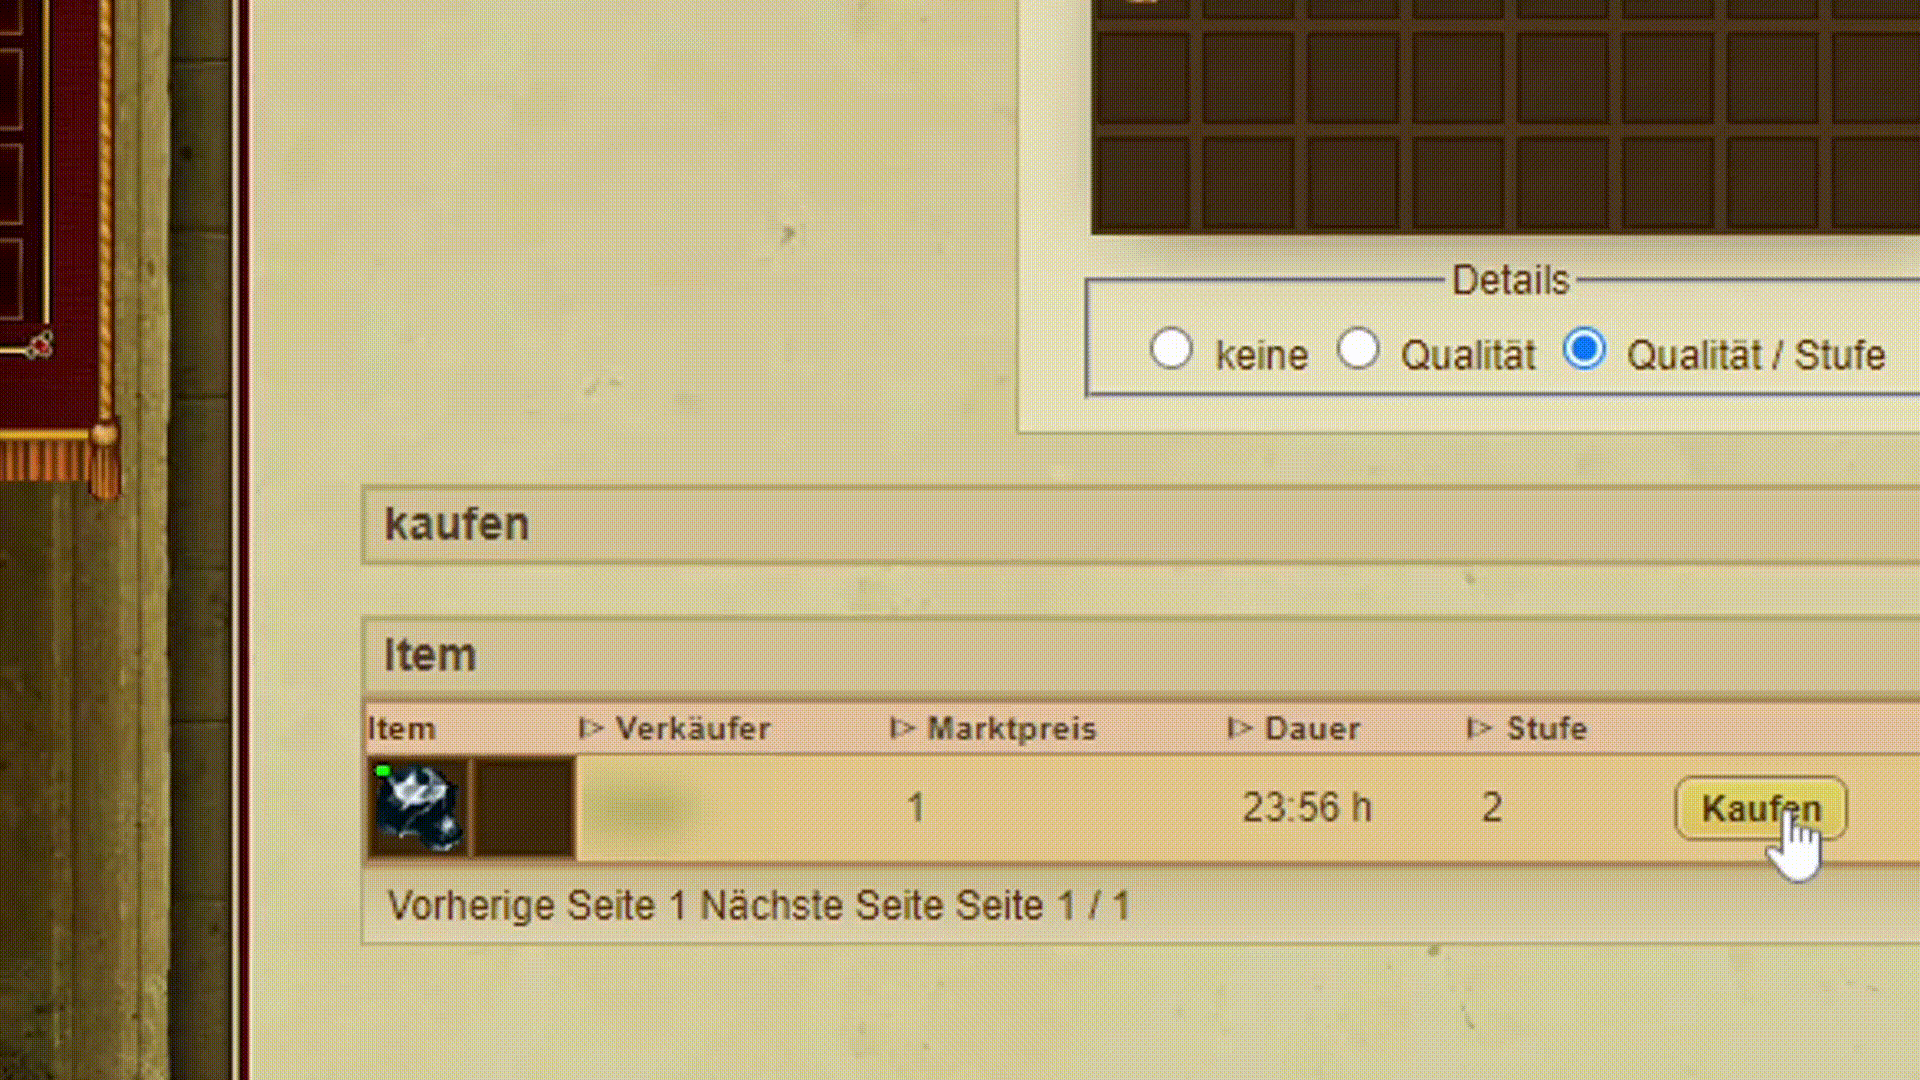 Details
keine Qualität Qualität / Stufe
kaufen
Item
Item Verkäufer Marktpreis Dauer Stufe
1 23:56 h 2 Kaufen
Vorherige Seite 1 Nächste Seite Seite 1 / 1